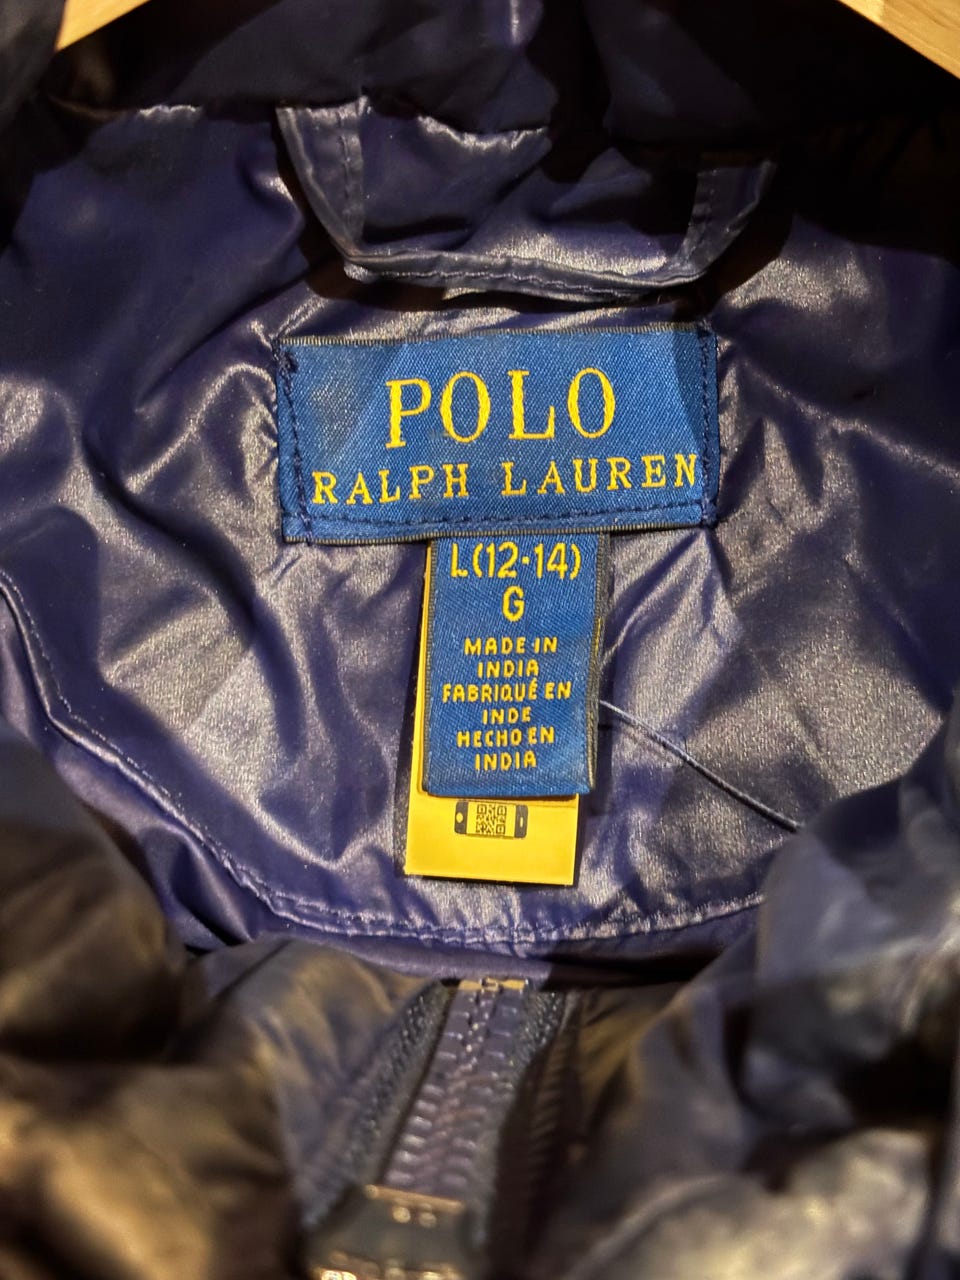 POLO
RALPH LAUREN
L(12-14)
G
MADE IN
INDIA
FABRIQUÉ EN
INDE
HECHO EN
INDIA